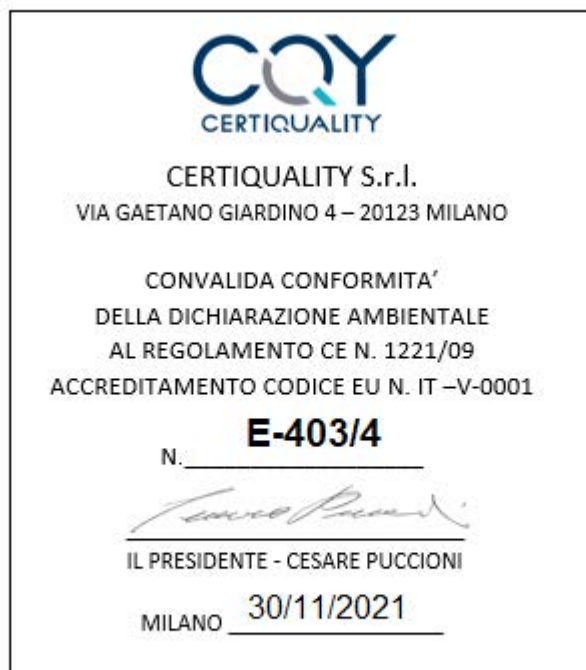 CQY
CERTIQUALITY
CERTIQUALITY S.r.l.
VIA GAETANO GIARDINO 4 – 20123 MILANO
CONVALIDA CONFORMITA’
DELLA DICHIARAZIONE AMBIENTALE
AL REGOLAMENTO CE N. 1221/09
ACCREDITAMENTO CODICE EU N. IT –V-0001
N. E-403/4
IL PRESIDENTE - CESARE PUCCIONI
MILANO 30/11/2021